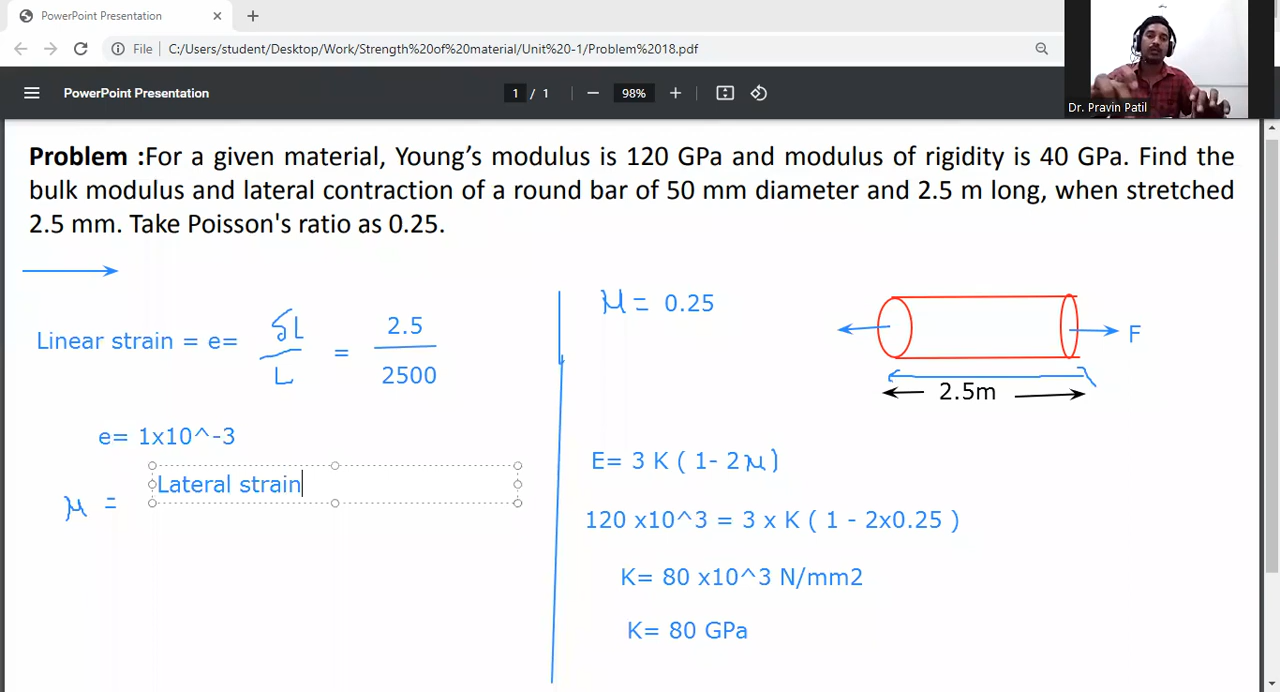 PowerPoint Presentation
File C:/Users/student/Desktop/Work/Strength%20of%20material/Unit%20-1/Problem%2018.pdf
PowerPoint Presentation 1 / 1 98%
Dr. Pravin Patil
Problem :For a given material, Young's modulus is 120 GPa and modulus of rigidity is 40 GPa. Find the
bulk modulus and lateral contraction of a round bar of 50 mm diameter and 2.5 m long, when stretched
2.5 mm. Take Poisson's ratio as 0.25.
Linear strain = e= δL / L = 2.5 / 2500
e= 1x10^-3
μ = Lateral strain
μ = 0.25
F
2.5m
E= 3 K ( 1- 2μ)
120 x10^3 = 3 x K ( 1 - 2x0.25 )
K= 80 x10^3 N/mm2
K= 80 GPa